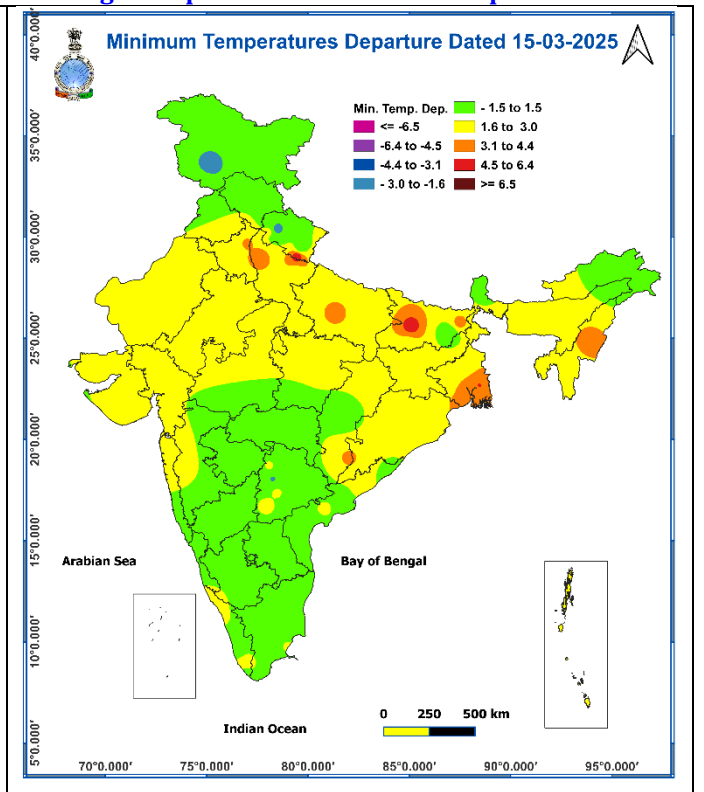 Minimum Temperatures Departure Dated 15-03-2025
Min. Temp. Dep.
<= -6.5
-6.4 to -4.5
-4.4 to -3.1
- 3.0 to -1.6
- 1.5 to 1.5
1.6 to 3.0
3.1 to 4.4
4.5 to 6.4
>= 6.5
40°0.000'
35°0.000'
30°0.000'
25°0.000'
20°0.000'
15°0.000'
10°0.000'
5°0.000'
Arabian Sea
Bay of Bengal
Indian Ocean
0 250 500 km
70°0.000' 75°0.000' 80°0.000' 85°0.000' 90°0.000' 95°0.000'